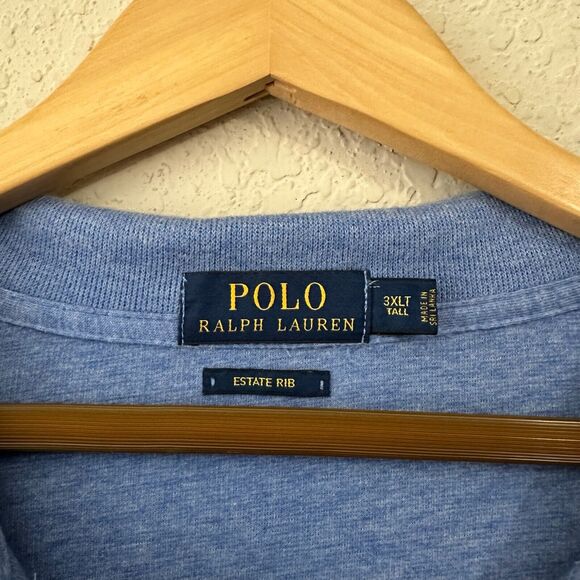 POLO
RALPH LAUREN
3XLT
TALL
MADE IN
SRI LANKA
ESTATE RIB